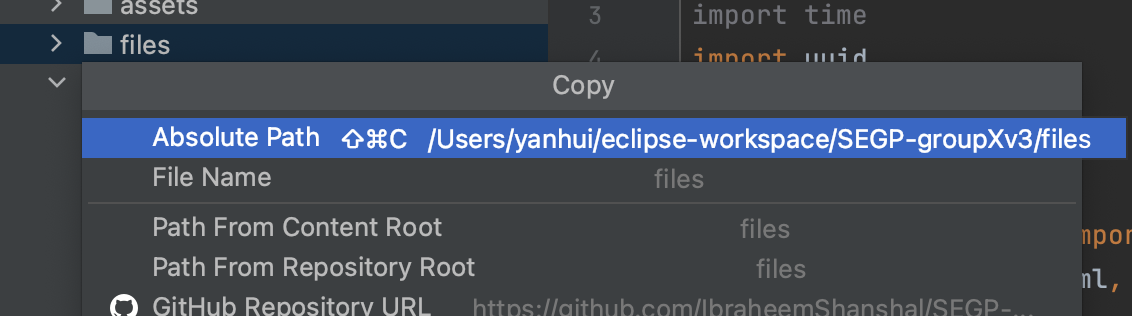 assets
3 import time
files
4 import uuid
Copy
Absolute Path ⇧⌘C /Users/yanhui/eclipse-workspace/SEGP-groupXv3/files
File Name files
Path From Content Root files
Path From Repository Root files
GitHub Repository URL https://github.com/IbraheemShanshal/SEGP-...
ml,